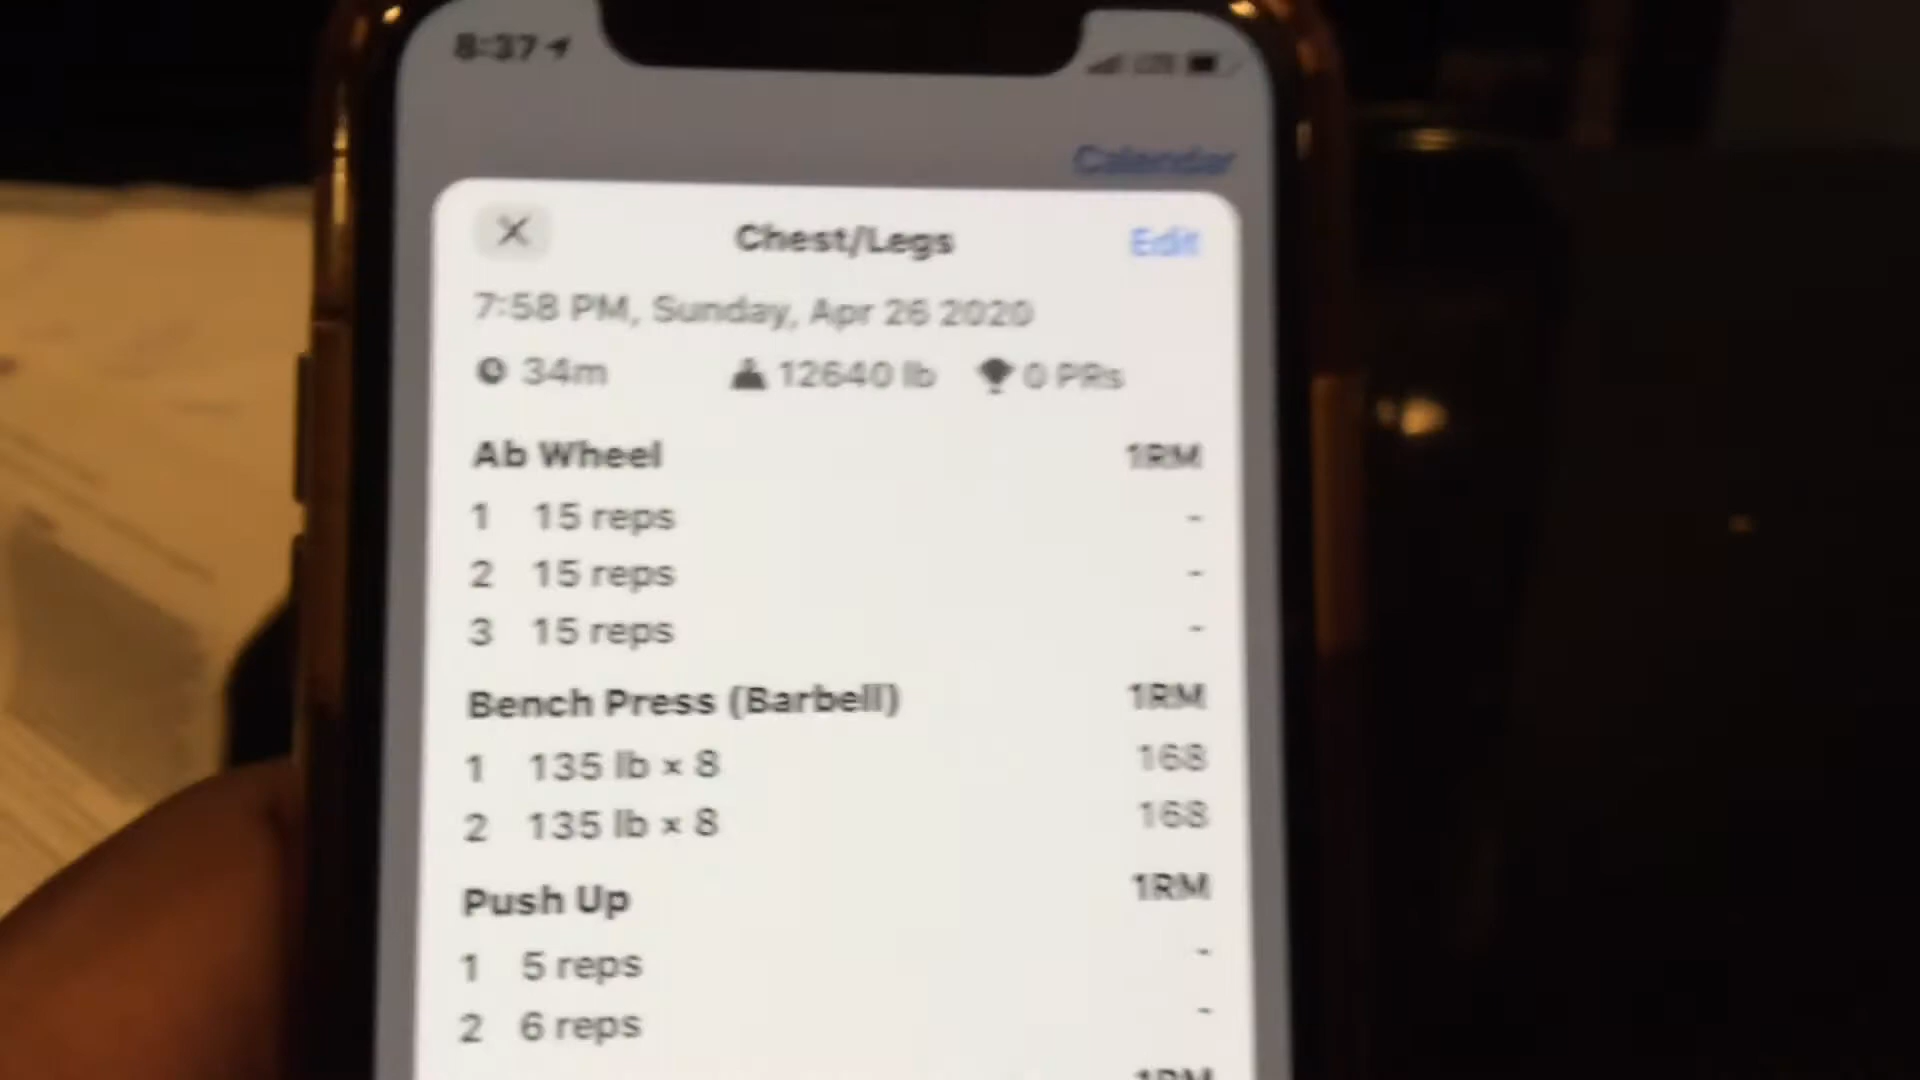 8:37
LTE
Calendar
Chest/Legs
Edit
7:58 PM, Sunday, Apr 26 2020
34m 12640 lb 0 PRs
Ab Wheel 1RM
1 15 reps -
2 15 reps -
3 15 reps -
Bench Press (Barbell) 1RM
1 135 lb × 8 168
2 135 lb × 8 168
Push Up 1RM
1 5 reps -
2 6 reps -
1RM